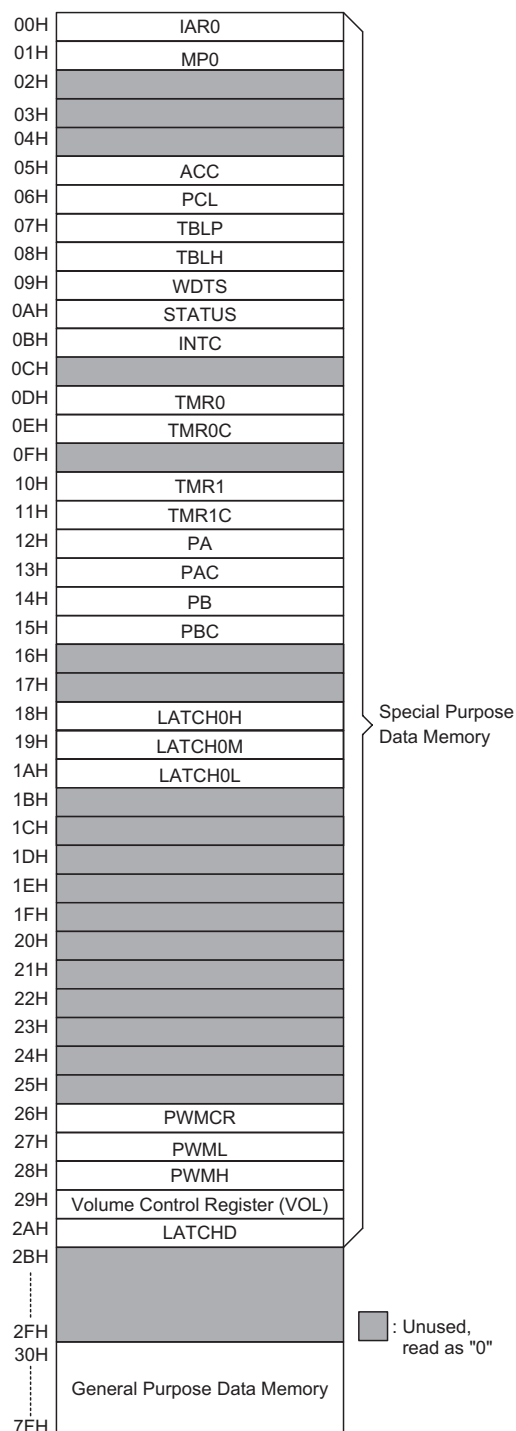 00H IAR0
01H MP0
02H
03H
04H
05H ACC
06H PCL
07H TBLP
08H TBLH
09H WDTS
0AH STATUS
0BH INTC
0CH
0DH TMR0
0EH TMR0C
0FH
10H TMR1
11H TMR1C
12H PA
13H PAC
14H PB
15H PBC
16H
17H
18H LATCH0H
19H LATCH0M
1AH LATCH0L
Special Purpose
Data Memory
1BH
1CH
1DH
1EH
1FH
20H
21H
22H
23H
24H
25H
26H PWMCR
27H PWML
28H PWMH
29H Volume Control Register (VOL)
2AH LATCHD
2BH
2FH
: Unused,
read as "0"
30H
General Purpose Data Memory
7FH